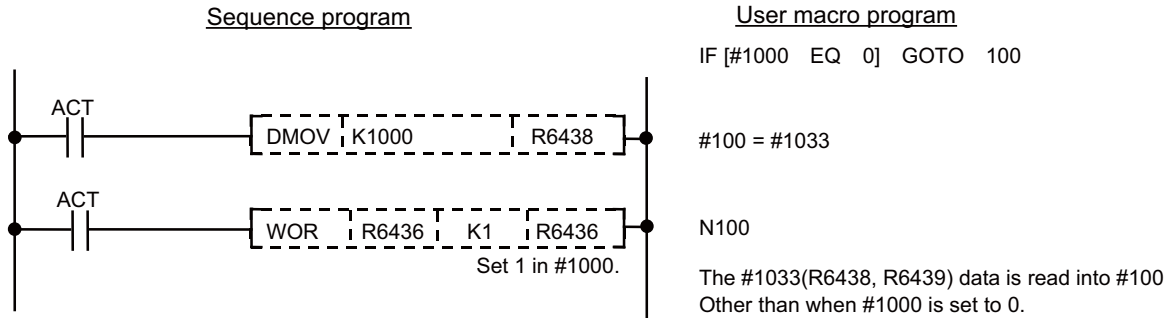 Sequence program
User macro program
IF [#1000 EQ 0] GOTO 100
ACT
DMOV K1000 R6438
#100 = #1033
ACT
WOR R6436 K1 R6436
N100
Set 1 in #1000.
The #1033(R6438, R6439) data is read into #100
Other than when #1000 is set to 0.